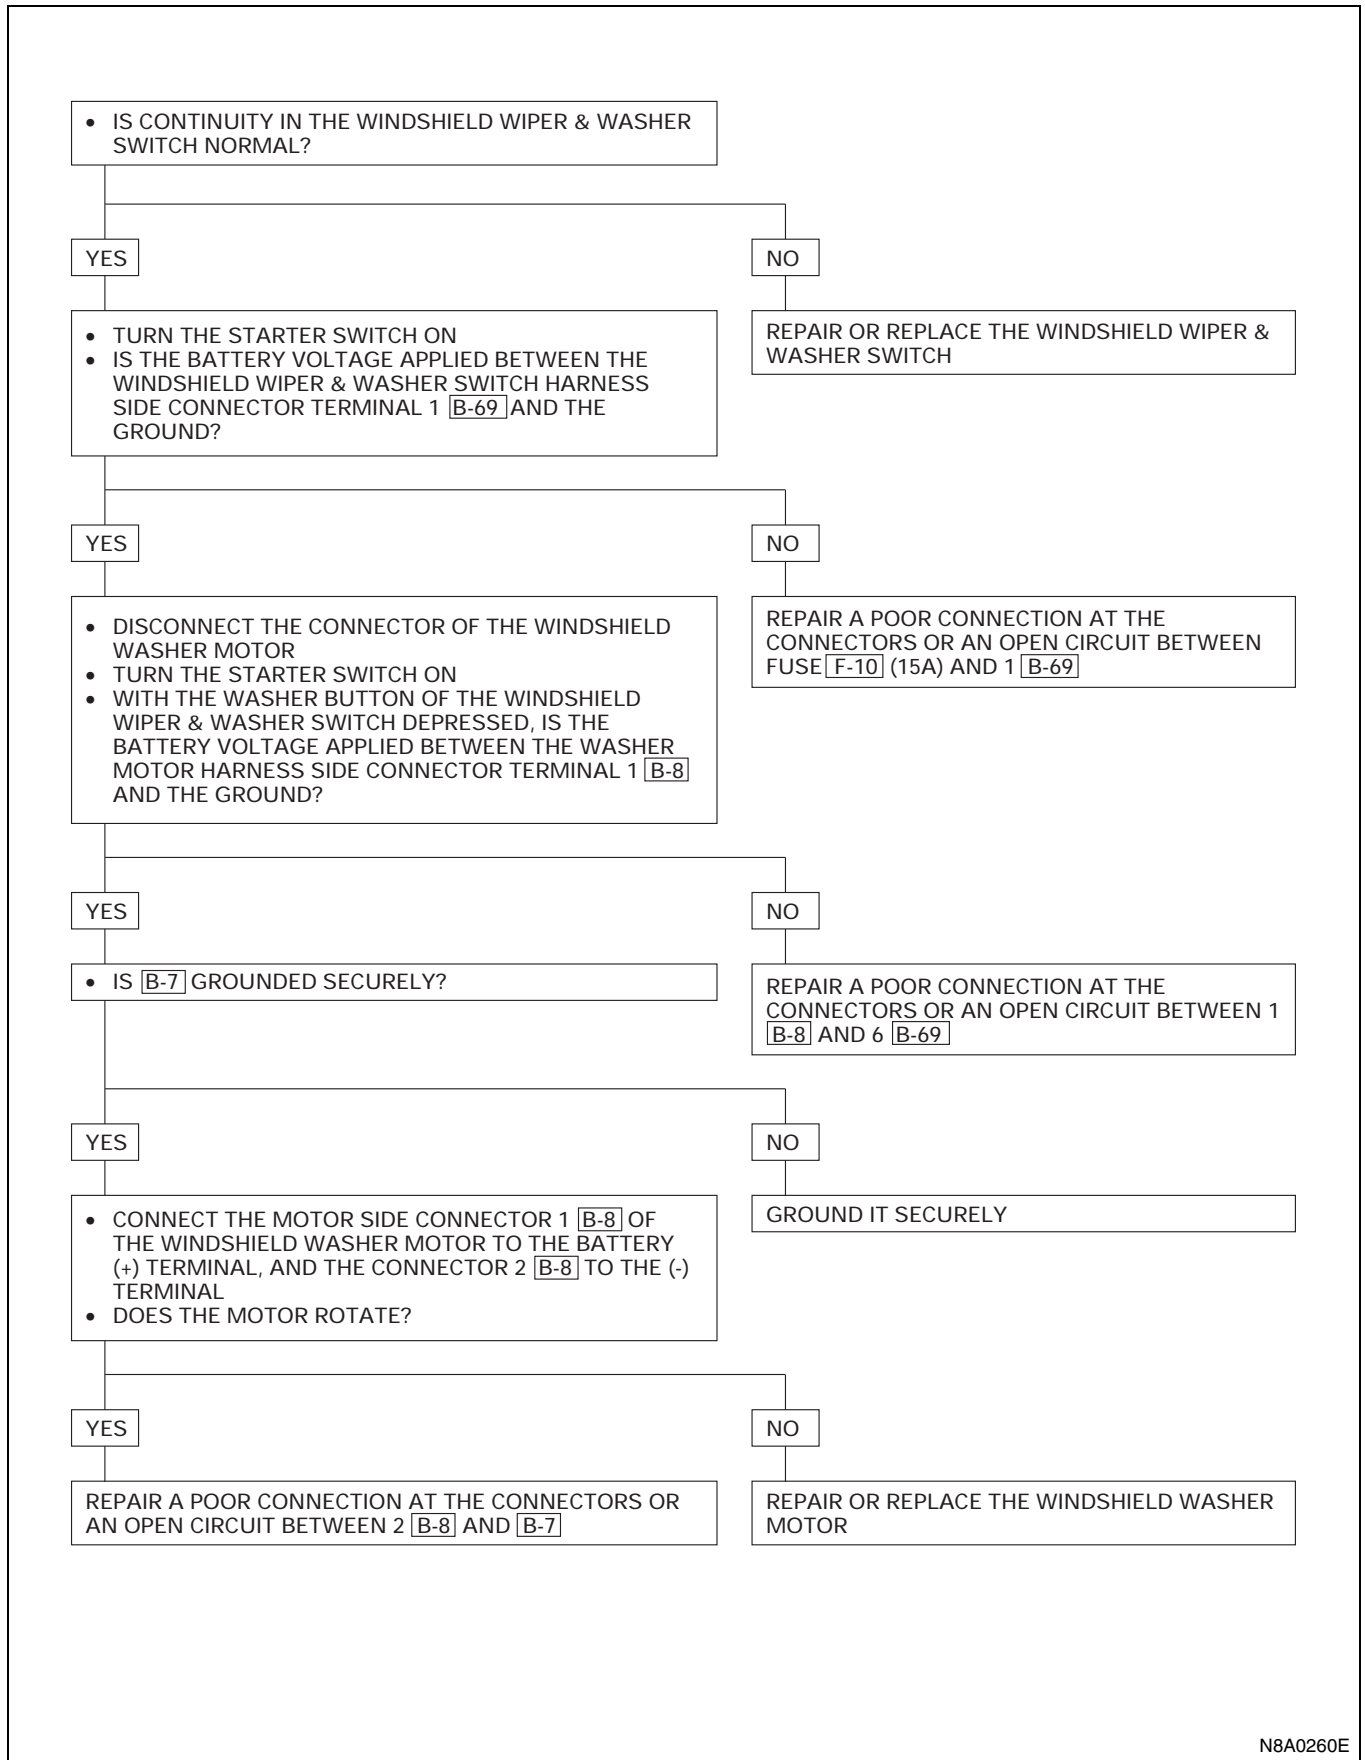 • IS CONTINUITY IN THE WINDSHIELD WIPER & WASHER
SWITCH NORMAL?
YES
NO
• TURN THE STARTER SWITCH ON
• IS THE BATTERY VOLTAGE APPLIED BETWEEN THE
WINDSHIELD WIPER & WASHER SWITCH HARNESS
SIDE CONNECTOR TERMINAL 1 B-69 AND THE
GROUND?
REPAIR OR REPLACE THE WINDSHIELD WIPER &
WASHER SWITCH
YES
NO
• DISCONNECT THE CONNECTOR OF THE WINDSHIELD
WASHER MOTOR
• TURN THE STARTER SWITCH ON
• WITH THE WASHER BUTTON OF THE WINDSHIELD
WIPER & WASHER SWITCH DEPRESSED, IS THE
BATTERY VOLTAGE APPLIED BETWEEN THE WASHER
MOTOR HARNESS SIDE CONNECTOR TERMINAL 1 B-8
AND THE GROUND?
REPAIR A POOR CONNECTION AT THE
CONNECTORS OR AN OPEN CIRCUIT BETWEEN
FUSE F-10 (15A) AND 1 B-69
YES
NO
• IS B-7 GROUNDED SECURELY?
REPAIR A POOR CONNECTION AT THE
CONNECTORS OR AN OPEN CIRCUIT BETWEEN 1
B-8 AND 6 B-69
YES
NO
• CONNECT THE MOTOR SIDE CONNECTOR 1 B-8 OF
THE WINDSHIELD WASHER MOTOR TO THE BATTERY
(+) TERMINAL, AND THE CONNECTOR 2 B-8 TO THE (-)
TERMINAL
• DOES THE MOTOR ROTATE?
GROUND IT SECURELY
YES
NO
REPAIR A POOR CONNECTION AT THE CONNECTORS OR
AN OPEN CIRCUIT BETWEEN 2 B-8 AND B-7
REPAIR OR REPLACE THE WINDSHIELD WASHER
MOTOR
N8A0260E